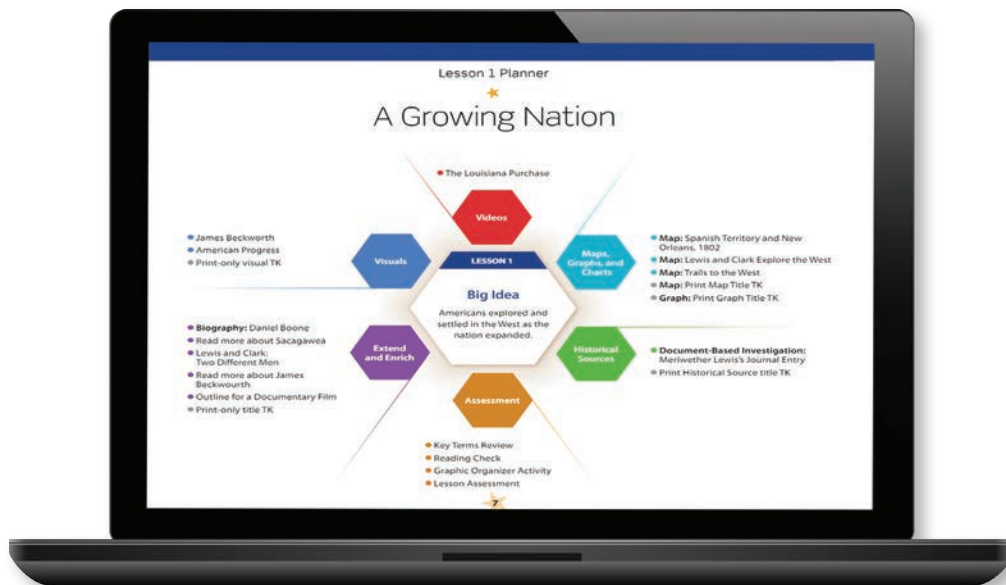 Lesson 1 Planner
A Growing Nation
The Louisiana Purchase
Videos
James Beckworth
American Progress
Print-only visual TK
Visuals
LESSON 1
Big Idea
Americans explored and
settled in the West as the
nation expanded.
Maps,
Graphs, and
Charts
Map: Spanish Territory and New
Orleans, 1802
Map: Lewis and Clark Explore the West
Map: Trails to the West
Map: Print Map Title TK
Graph: Print Graph Title TK
Biography: Daniel Boone
Read more about Sacagawea
Lewis and Clark:
Two Different Men
Read more about James
Beckwourth
Outline for a Documentary Film
Print-only title TK
Extend
and Enrich
Historical
Sources
Document-Based Investigation:
Meriwether Lewis's Journal Entry
Print Historical Source title TK
Assessment
Key Terms Review
Reading Check
Graphic Organizer Activity
Lesson Assessment
7